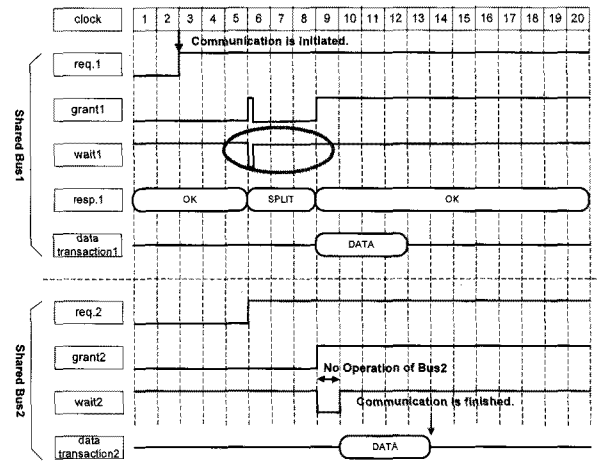 clock 1 2 3 4 5 6 7 8 9 10 11 12 13 14 15 16 17 18 19 20
Communication is initiated.
req.1
grant1
wait1
resp.1 OK SPLIT OK
data
transaction1 DATA
Shared Bus1
req.2
grant2
No Operation of Bus2
wait2 Communication is finished.
data
transaction2 DATA
Shared Bus2